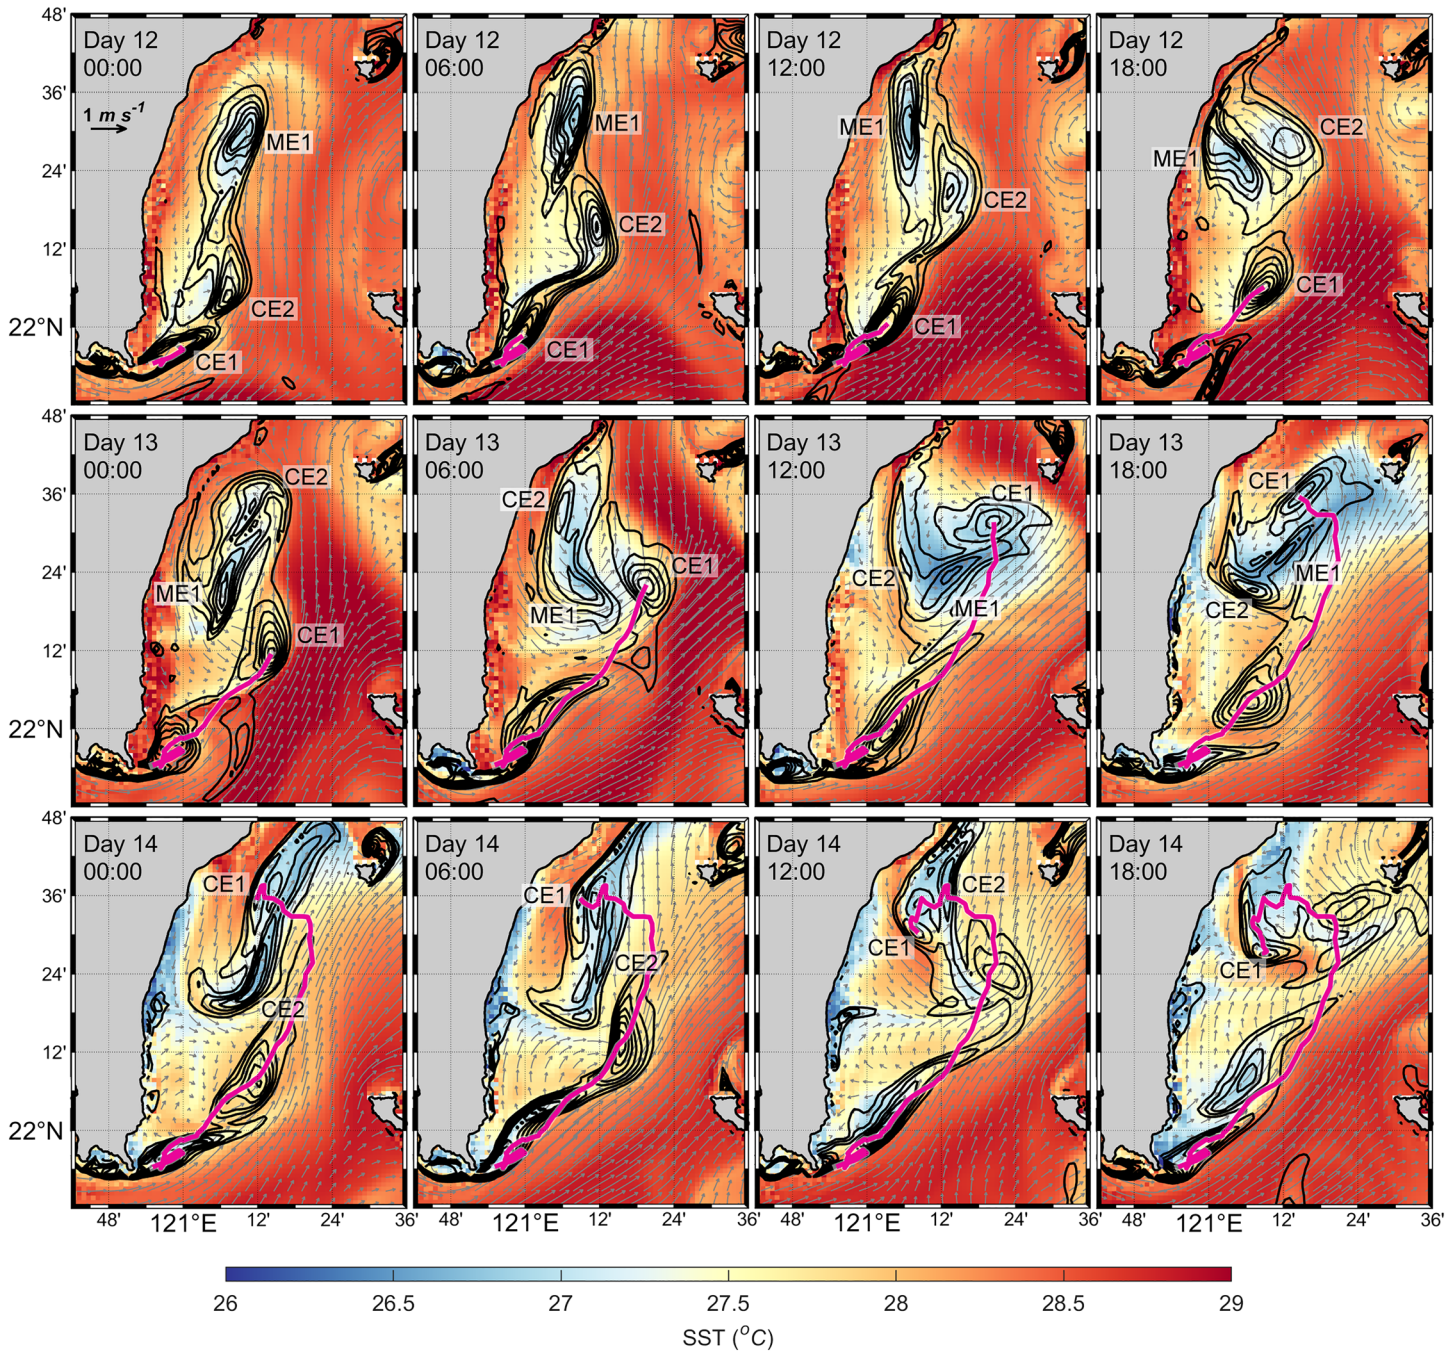 48'
Day 12
00:00
Day 12
06:00
Day 12
12:00
Day 12
18:00
36'
1 m s⁻¹
ME1
ME1
ME1
CE2
ME1
24'
CE2
CE2
12'
CE2
CE1
22°N
CE1
CE1
CE1
48'
Day 13
00:00
Day 13
06:00
Day 13
12:00
Day 13
18:00
36'
CE2
CE2
CE1
CE1
24'
ME1
CE1
CE2
ME1
ME1
ME1
CE2
CE1
12'
22°N
48'
Day 14
00:00
Day 14
06:00
Day 14
12:00
Day 14
18:00
36'
CE1
CE1
CE2
CE1
24'
CE2
CE1
CE2
12'
22°N
48' 121°E 12' 24' 36' 48' 121°E 12' 24' 36' 48' 121°E 12' 24' 36' 48' 121°E 12' 24' 36'
26 26.5 27 27.5 28 28.5 29
SST (°C)